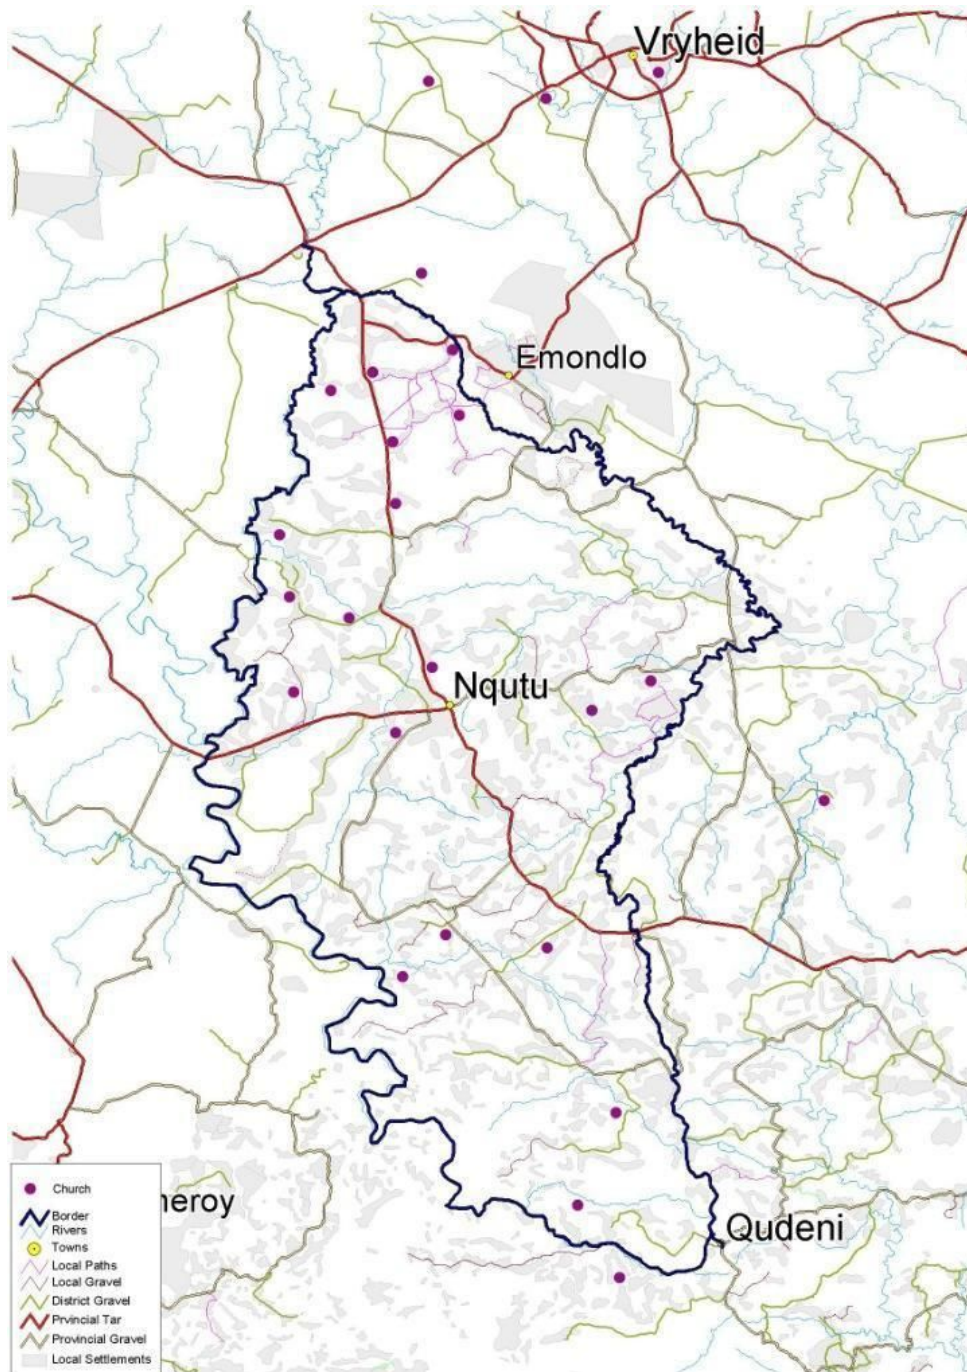 Vryheid
Emondlo
Nqutu
neroy
Qudeni
Church
Border
Rivers
Towns
Local Paths
Local Gravel
District Gravel
Prvincial Tar
Provincial Gravel
Local Settlements